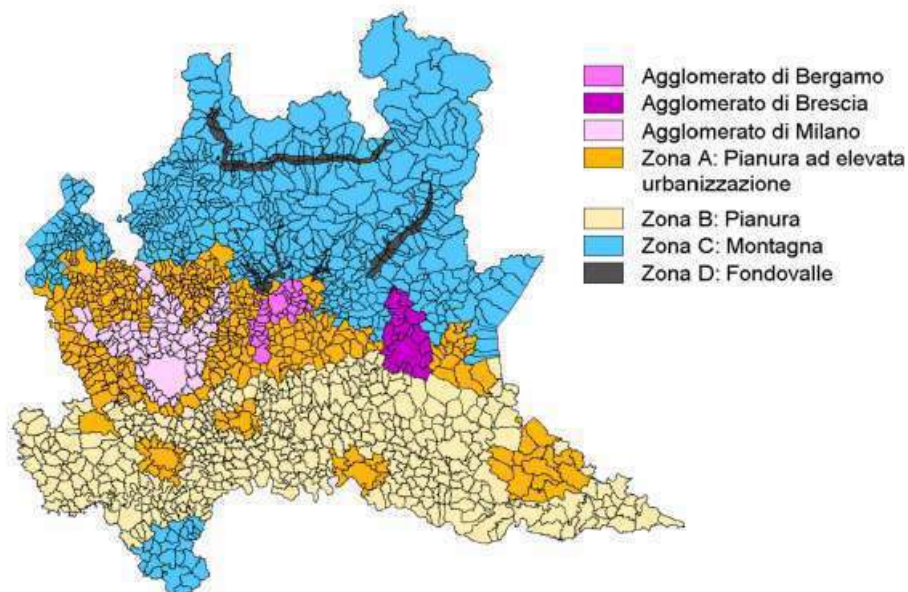 Agglomerato di Bergamo
Agglomerato di Brescia
Agglomerato di Milano
Zona A: Pianura ad elevata
urbanizzazione
Zona B: Pianura
Zona C: Montagna
Zona D: Fondovalle